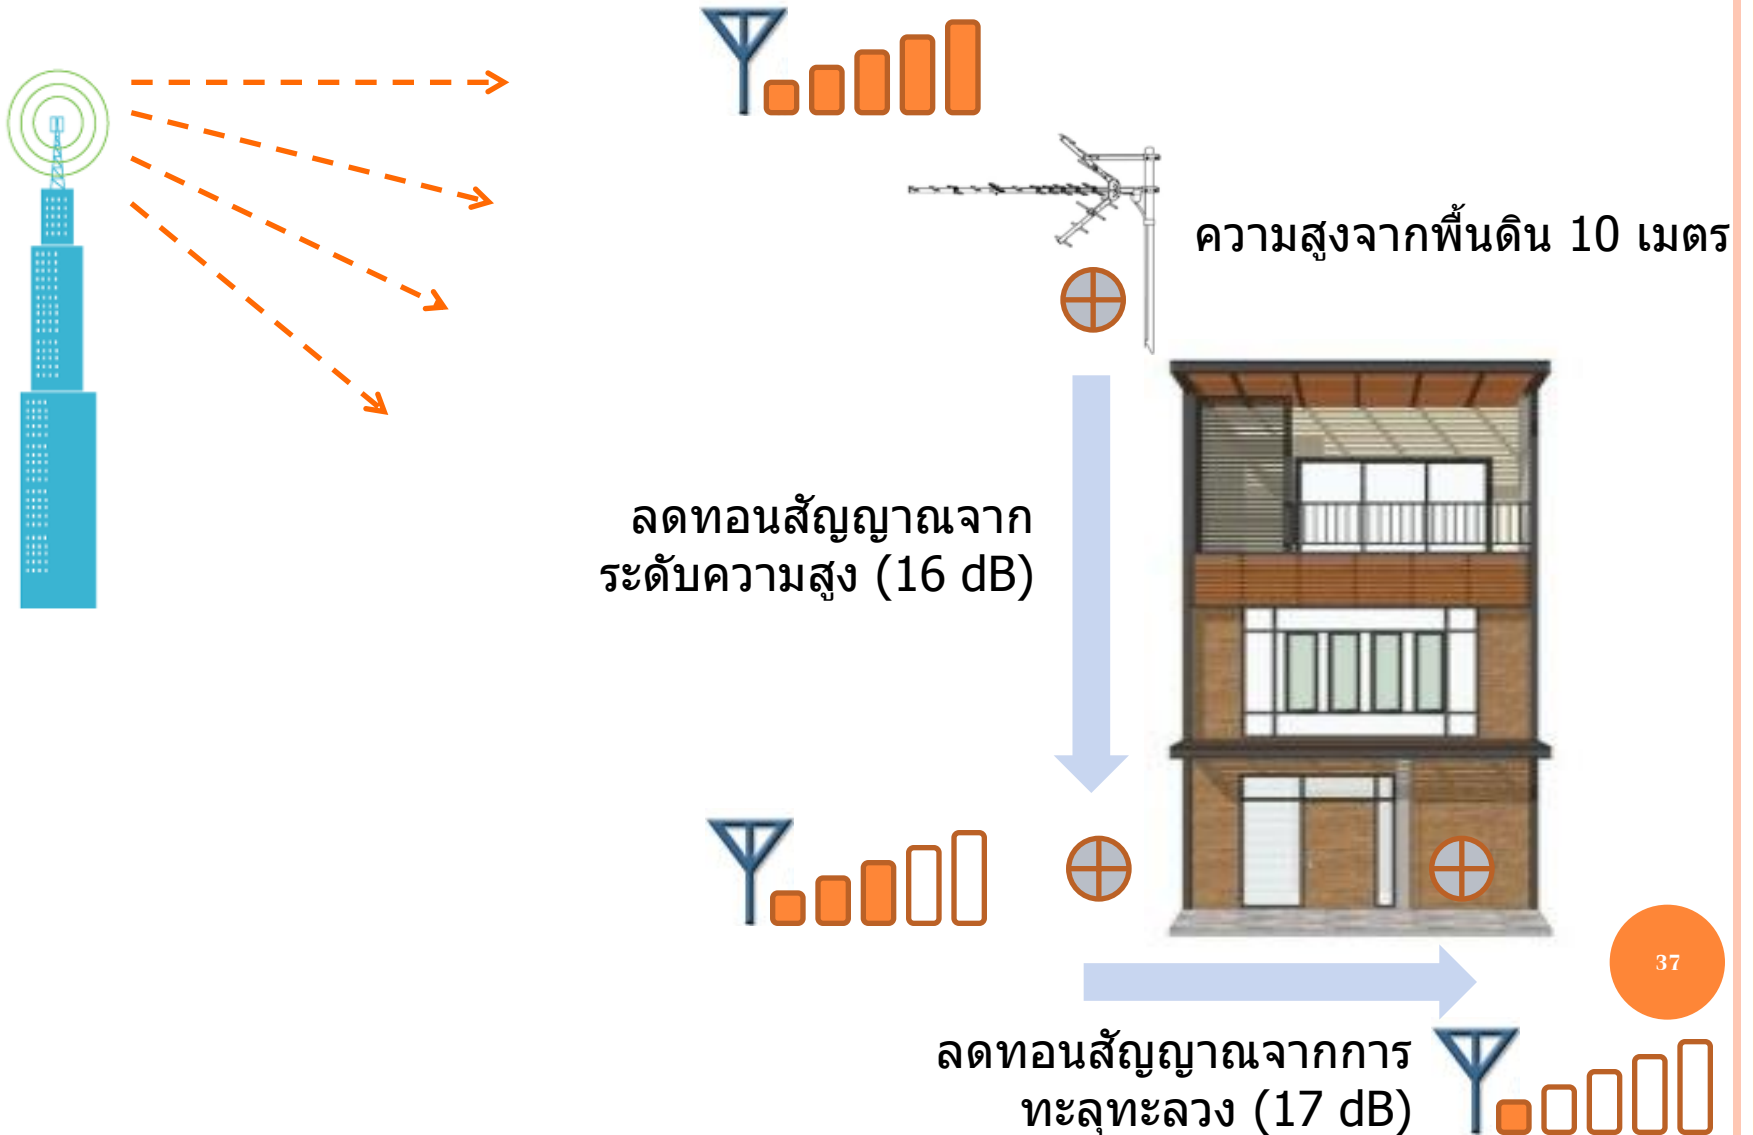 ความสูงจากพื้นดิน 10 เมตร
ลดทอนสัญญาณจาก
ระดับความสูง (16 dB)
37
ลดทอนสัญญาณจากการ
ทะลุทะลวง (17 dB)